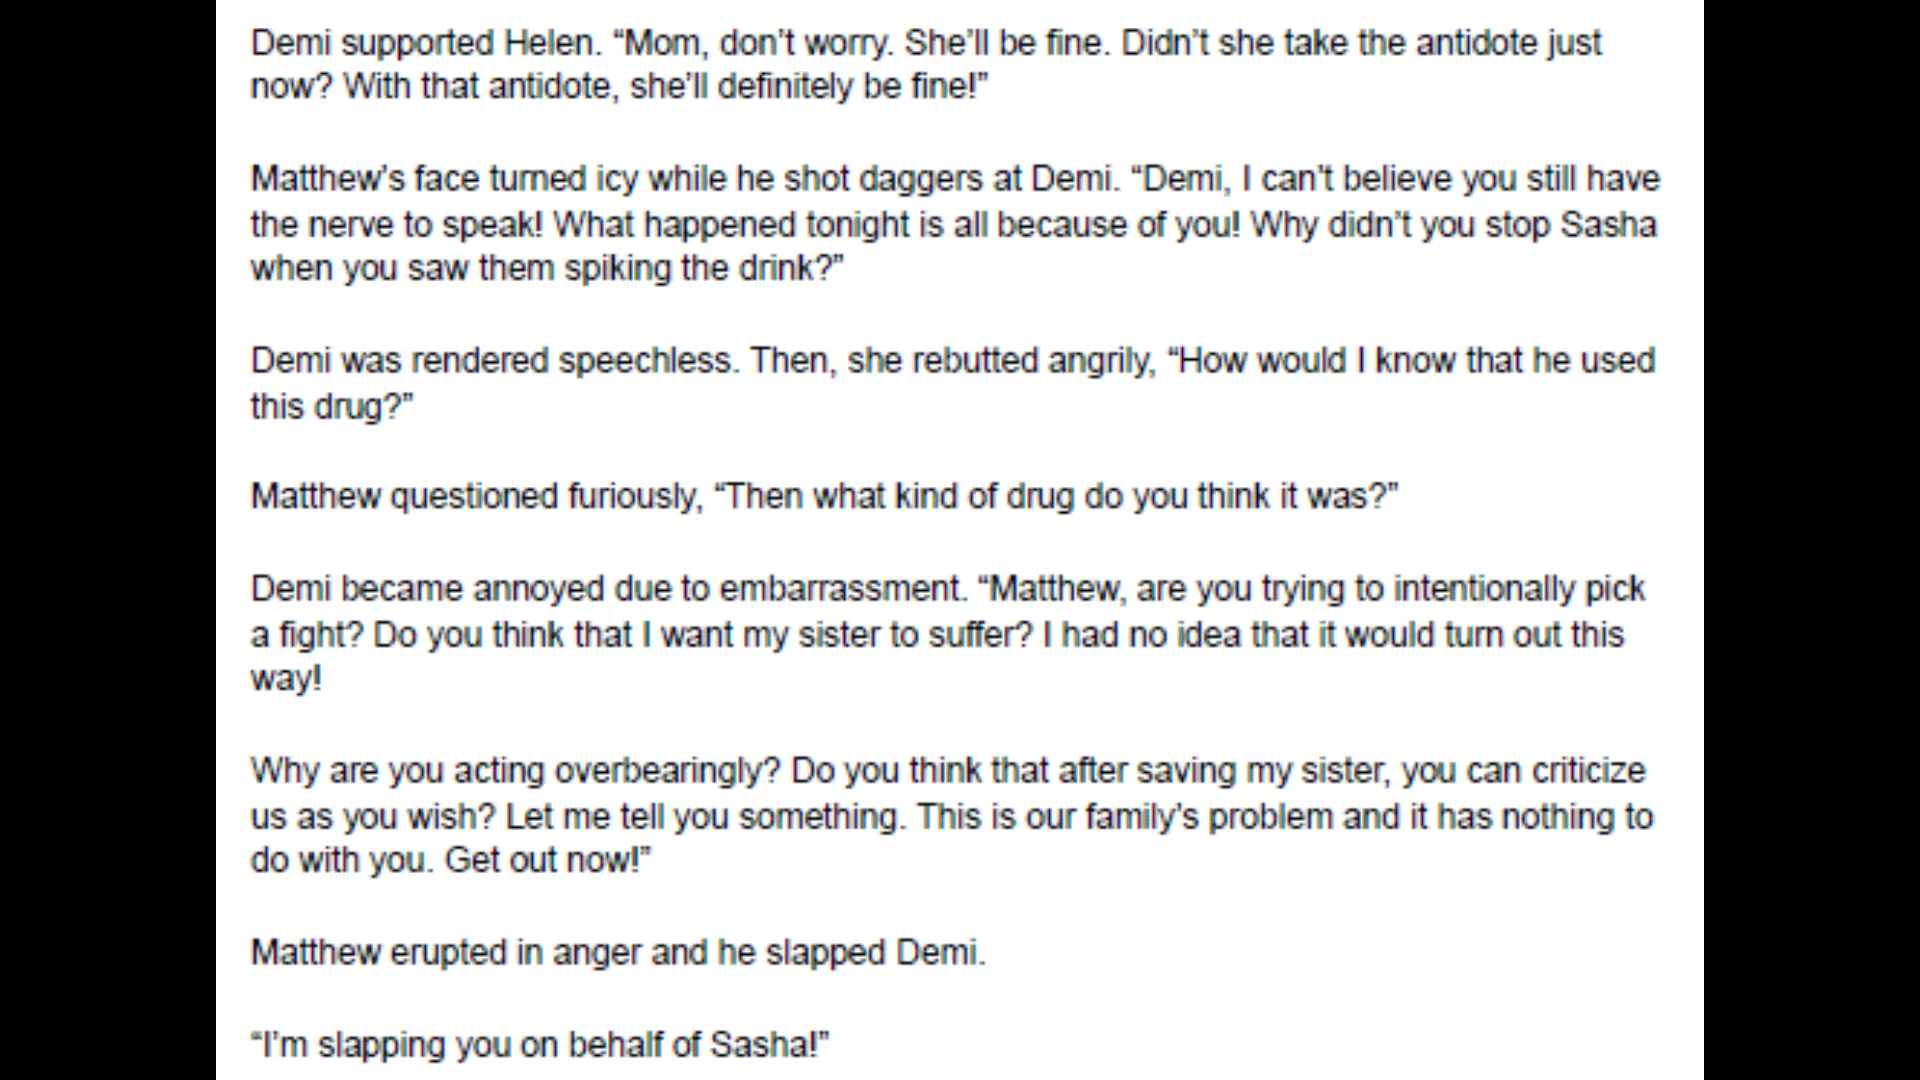 Demi supported Helen. “Mom, don’t worry. She’ll be fine. Didn’t she take the antidote just
now? With that antidote, she’ll definitely be fine!”
Matthew’s face turned icy while he shot daggers at Demi. “Demi, I can’t believe you still have
the nerve to speak! What happened tonight is all because of you! Why didn’t you stop Sasha
when you saw them spiking the drink?”
Demi was rendered speechless. Then, she rebutted angrily, “How would I know that he used
this drug?”
Matthew questioned furiously, “Then what kind of drug do you think it was?”
Demi became annoyed due to embarrassment. “Matthew, are you trying to intentionally pick
a fight? Do you think that I want my sister to suffer? I had no idea that it would turn out this
way!
Why are you acting overbearingly? Do you think that after saving my sister, you can criticize
us as you wish? Let me tell you something. This is our family’s problem and it has nothing to
do with you. Get out now!”
Matthew erupted in anger and he slapped Demi.
“I’m slapping you on behalf of Sasha!”